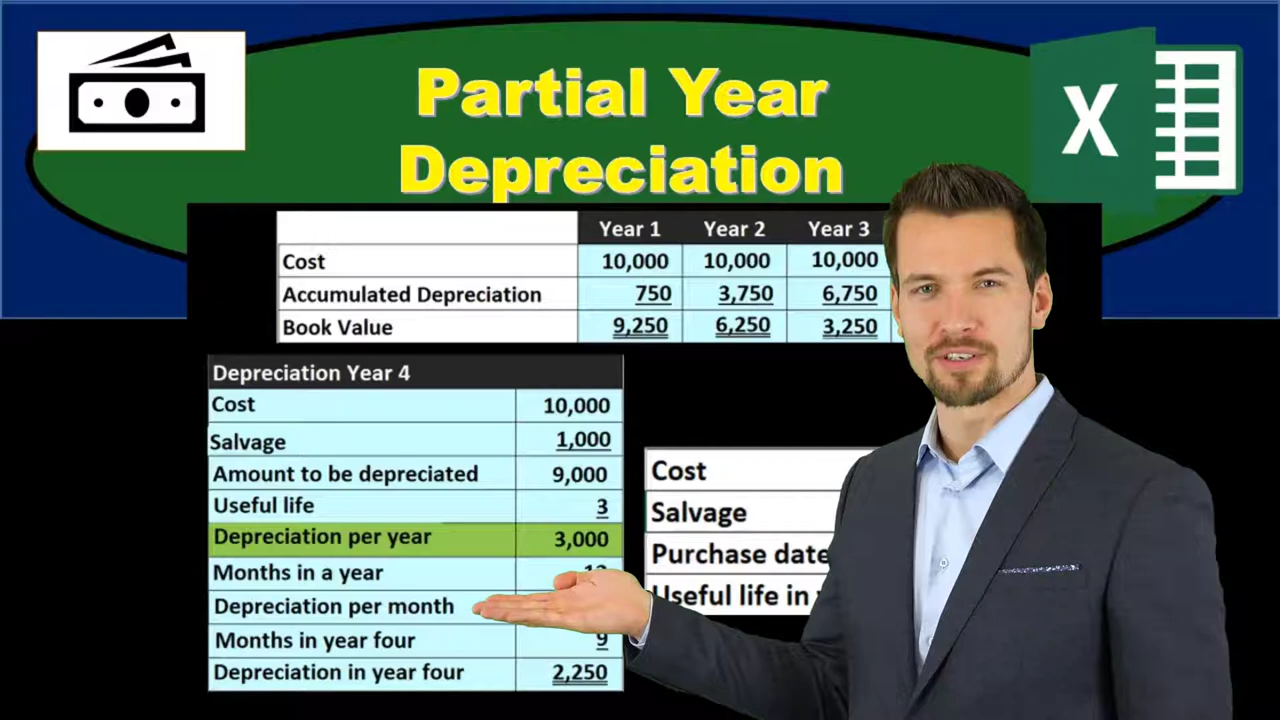 Partial Year
Depreciation
X
Year 1 Year 2 Year 3
Cost 10,000 10,000 10,000
Accumulated Depreciation 750 3,750 6,750
Book Value 9,250 6,250 3,250
Depreciation Year 4
Cost 10,000
Salvage 1,000
Amount to be depreciated 9,000
Useful life 3
Depreciation per year 3,000
Months in a year
Depreciation per month
Months in year four 9
Depreciation in year four 2,250
Cost
Salvage
Purchase date
Useful life in